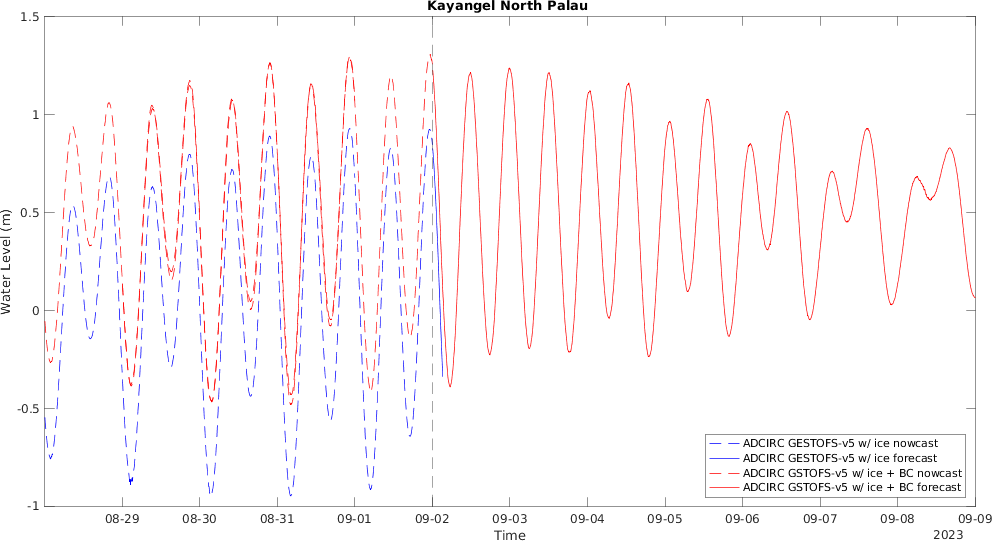 Kayangel North Palau
1.5
1
0.5
0
-0.5
-1
Water Level (m)
08-29 08-30 08-31 09-01 09-02 09-03 09-04 09-05 09-06 09-07 09-08 09-09
Time
2023
ADCIRC GESTOFS-v5 w/ ice nowcast
ADCIRC GESTOFS-v5 w/ ice forecast
ADCIRC GSTOFS-v5 w/ ice + BC nowcast
ADCIRC GSTOFS-v5 w/ ice + BC forecast